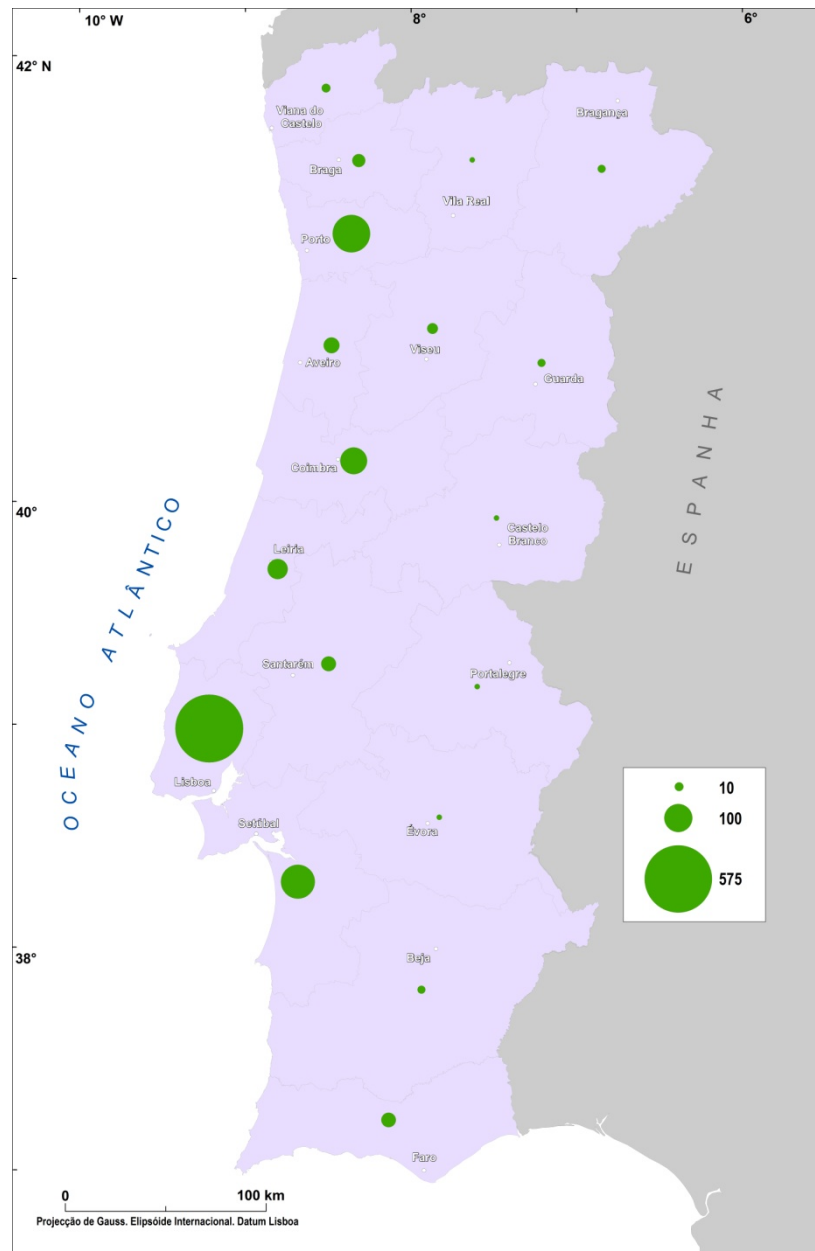 10° W
8°
6°
42° N
Viana do
Castelo
Bragança
Braga
Vila Real
Porto
Viseu
Aveiro
Guarda
Coimbra
40°
Castelo
Branco
Leiria
ESPANHA
OCEANO ATLÂNTICO
Santarém
Portalegre
Lisboa
Setúbal
Évora
10
100
575
38°
Beja
Faro
0
100 km
Projecção de Gauss. Elipsóide Internacional. Datum Lisboa